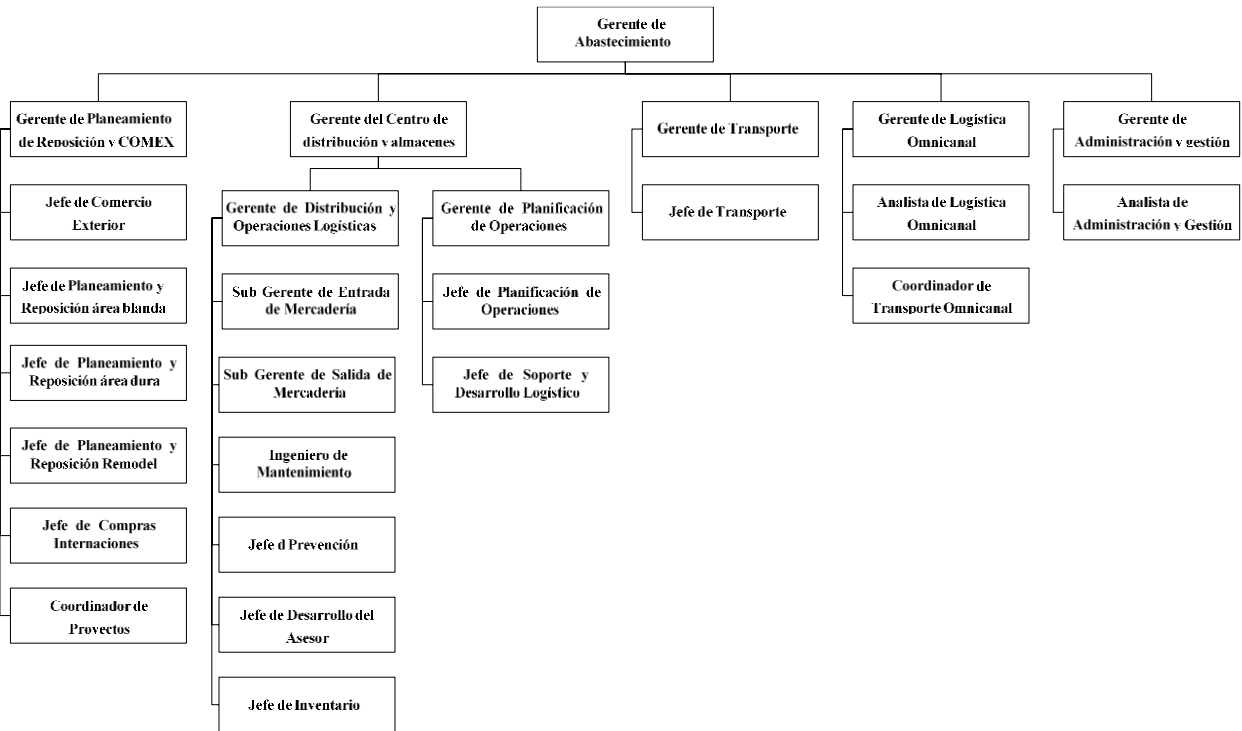 Gerente de
Abastecimiento
Gerente de Planeamiento
de Reposición y COMEX
Jefe de Comercio
Exterior
Jefe de Planeamiento y
Reposición área blanda
Jefe de Planeamiento y
Reposición área dura
Jefe de Planeamiento y
Reposición Remodel
Jefe de Compras
Internaciones
Coordinador de
Proyectos
Gerente del Centro de
distribución y almacenes
Gerente de Distribución y
Operaciones Logísticas
Sub Gerente de Entrada
de Mercadería
Sub Gerente de Salida de
Mercadería
Ingeniero de
Mantenimiento
Jefe d Prevención
Jefe de Desarrollo del
Asesor
Jefe de Inventario
Gerente de Planificación
de Operaciones
Jefe de Planificación de
Operaciones
Jefe de Soporte y
Desarrollo Logístico
Gerente de Transporte
Jefe de Transporte
Gerente de Logística
Omnicanal
Analista de Logística
Omnicanal
Coordinador de
Transporte Omnicanal
Gerente de
Administración y gestión
Analista de
Administración y Gestión